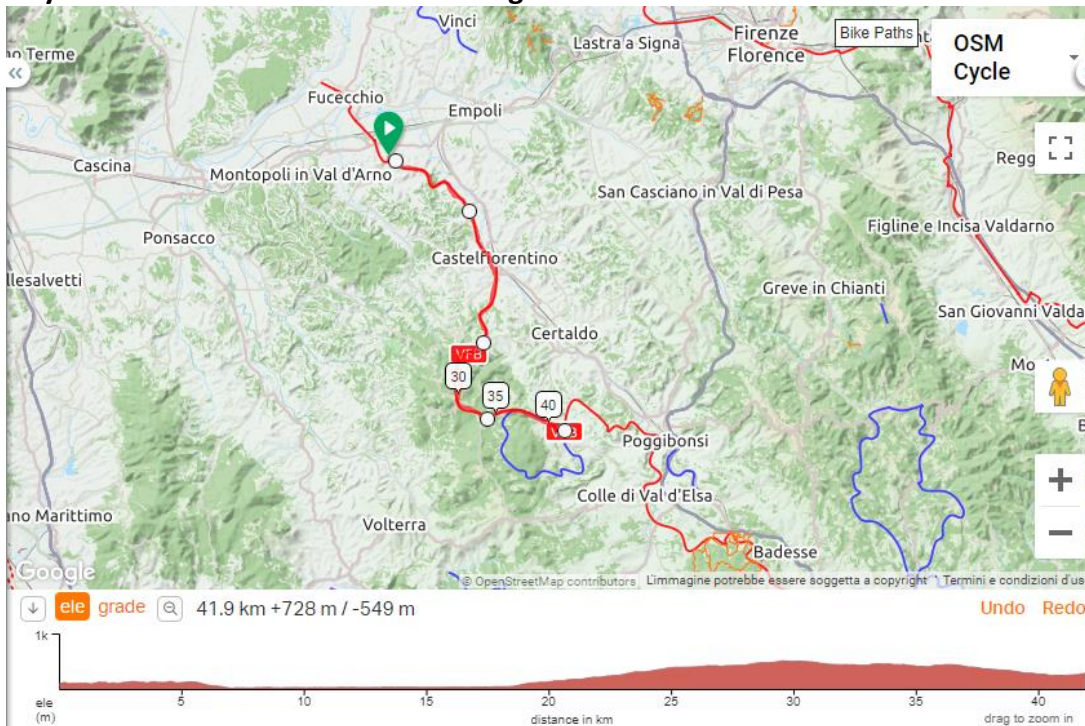 Vinci
no Terme
Lastra a Signa
Firenze
Florence
Bike Paths
OSM
Cycle
«
Fucecchio
Empoli
Cascina
Montopoli in Val d'Arno
Regg
San Casciano in Val di Pesa
Ponsacco
Figline e Incisa Valdarno
Castelfiorentino
llesalvetti
Greve in Chianti
San Giovanni Valda
Certaldo
VFB
30
35
40
Poggibonsi
Colle di Val d'Elsa
ano Marittimo
Volterra
Badesse
Google
© OpenStreetMap contributors L'immagine potrebbe essere soggetta a copyright Termini e condizioni d'us
ele grade 41.9 km +728 m / -549 m Undo Redo
1k
ele
(m)
5 10 15 20 25 30 35 40
distance in km
drag to zoom in